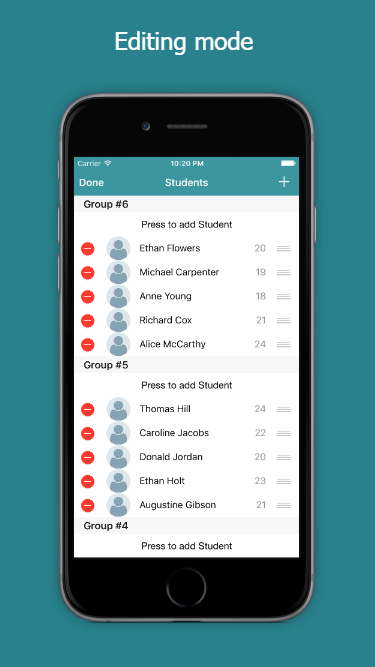 Editing mode
Carrier 10:20 PM
Done Students +
Group #6
Press to add Student
Ethan Flowers 20
Michael Carpenter 19
Anne Young 18
Richard Cox 21
Alice McCarthy 24
Group #5
Press to add Student
Thomas Hill 24
Caroline Jacobs 22
Donald Jordan 20
Ethan Holt 23
Augustine Gibson 21
Group #4
Press to add Student